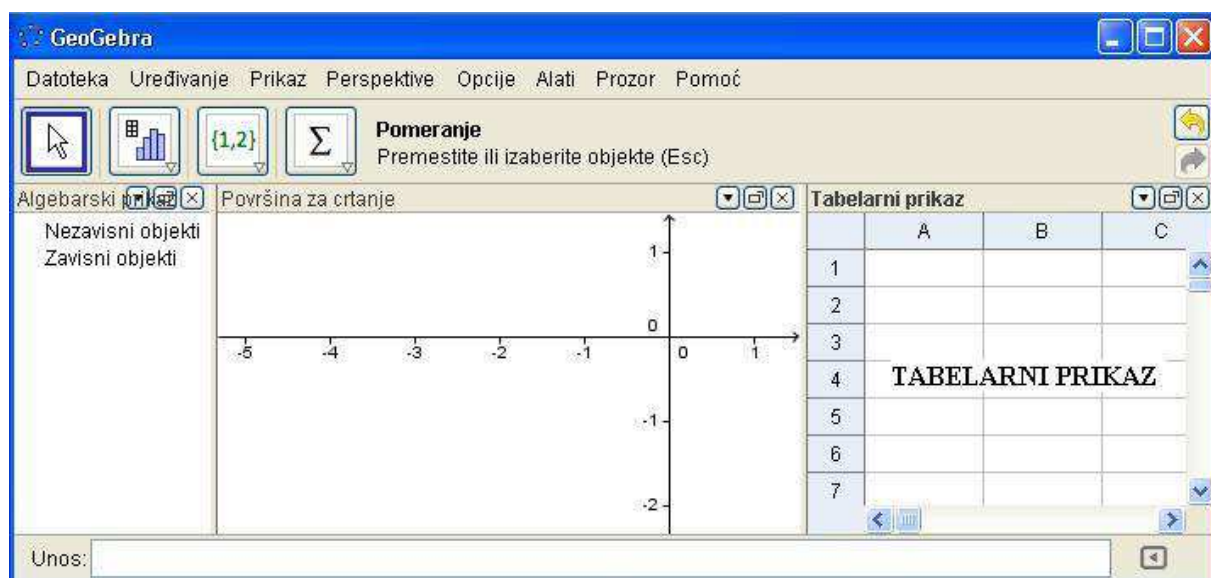 GeoGebra
Datoteka Uređivanje Prikaz Perspektive Opcije Alati Prozor Pomoć
{1,2} Σ
Pomeranje
Premestite ili izaberite objekte (Esc)
Algebarski prikaz
Nezavisni objekti
Zavisni objekti
Površina za crtanje
1
0
-5 -4 -3 -2 -1 0 1
-1
-2
Tabelarni prikaz
A B C
1
2
3
4 TABELARNI PRIKAZ
5
6
7
Unos: